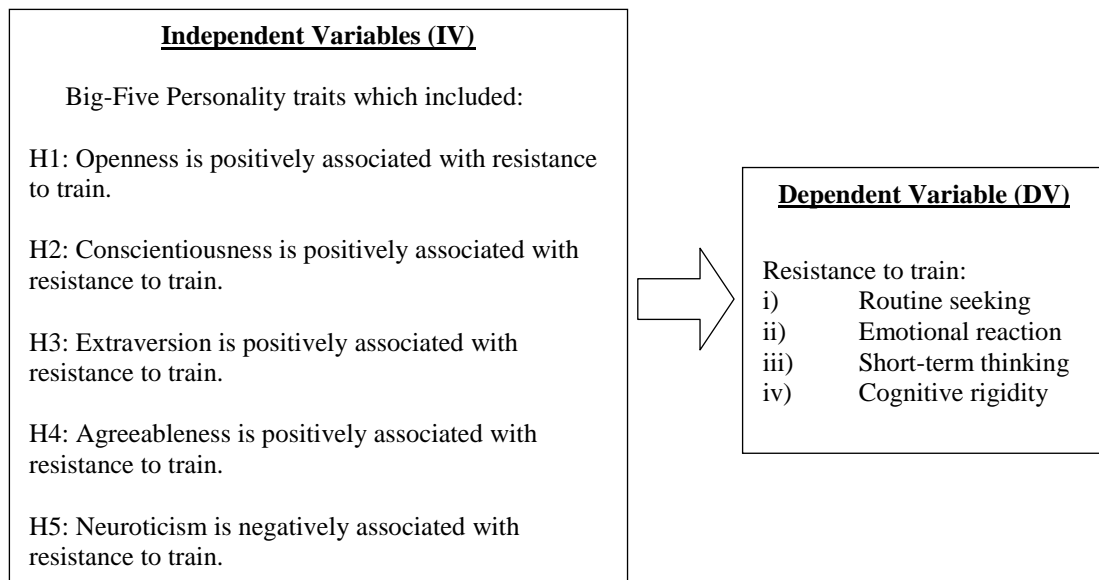 Independent Variables (IV)
Big-Five Personality traits which included:
H1: Openness is positively associated with resistance
to train.
H2: Conscientiousness is positively associated with
resistance to train.
H3: Extraversion is positively associated with
resistance to train.
H4: Agreeableness is positively associated with
resistance to train.
H5: Neuroticism is negatively associated with
resistance to train.
Dependent Variable (DV)
Resistance to train:
i) Routine seeking
ii) Emotional reaction
iii) Short-term thinking
iv) Cognitive rigidity